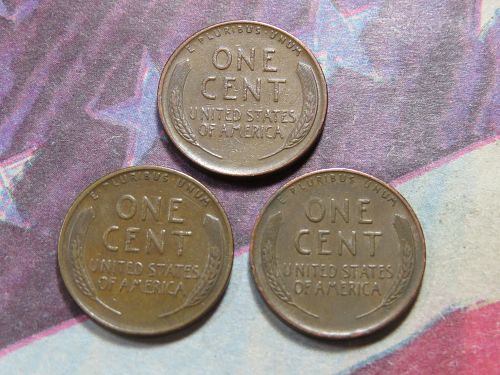 E·PLURIBUS·UNUM
ONE
CENT
UNITED STATES
OF AMERICA
E·PLURIBUS·UNUM
ONE
CENT
UNITED STATES
OF AMERICA
E·PLURIBUS·UNUM
ONE
CENT
UNITED STATES
OF AMERICA